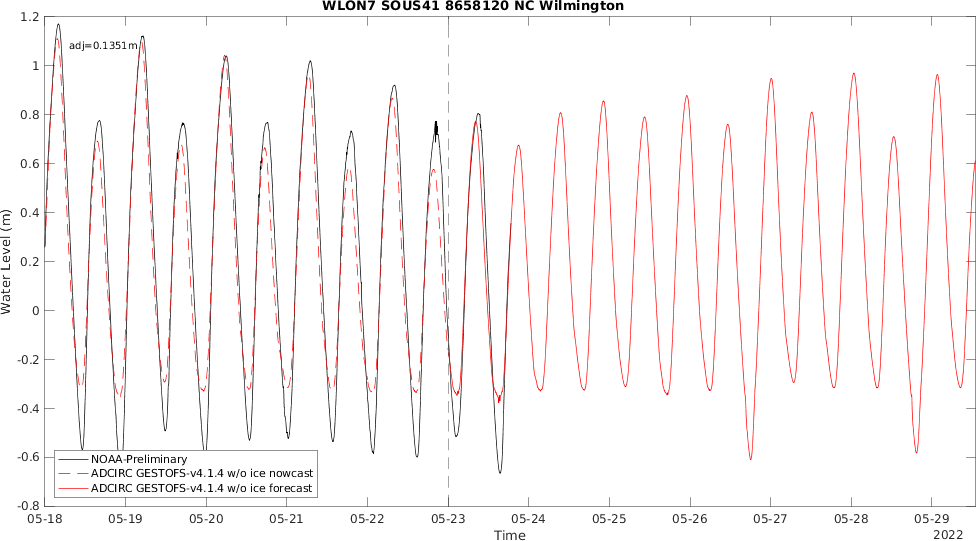 WLON7 SOUS41 8658120 NC Wilmington
adj=0.1351m
Water Level (m)
1.2
1
0.8
0.6
0.4
0.2
0
-0.2
-0.4
-0.6
-0.8
NOAA-Preliminary
ADCIRC GESTOFS-v4.1.4 w/o ice nowcast
ADCIRC GESTOFS-v4.1.4 w/o ice forecast
05-18 05-19 05-20 05-21 05-22 05-23 05-24 05-25 05-26 05-27 05-28 05-29
Time
2022